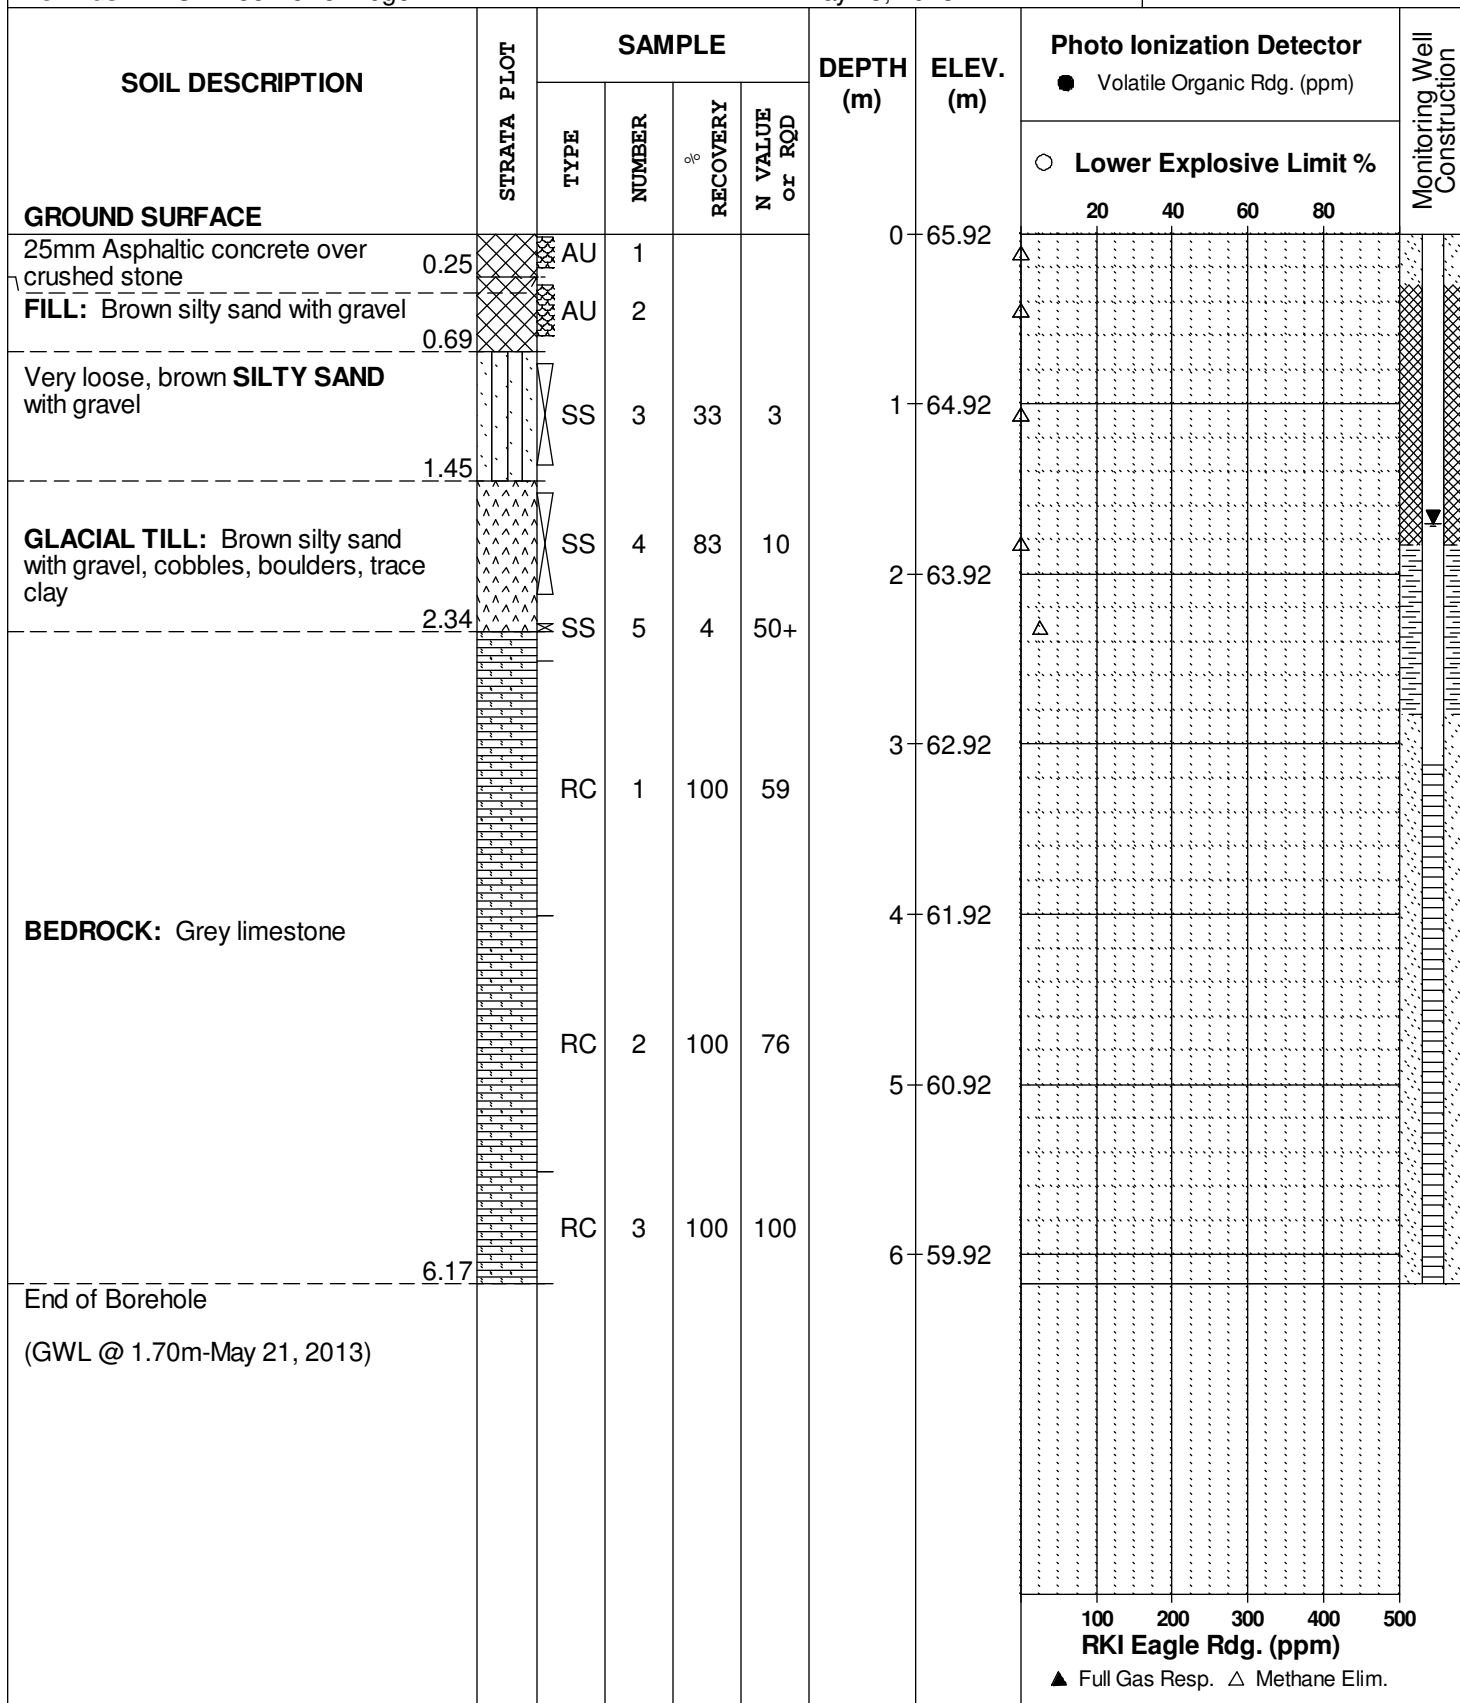 SOIL DESCRIPTION
GROUND SURFACE
STRATA PLOT
SAMPLE
TYPE
NUMBER
% RECOVERY
N VALUE or RQD
DEPTH (m)
ELEV. (m)
Photo Ionization Detector
● Volatile Organic Rdg. (ppm)
○ Lower Explosive Limit %
20 40 60 80
Monitoring Well Construction
25mm Asphaltic concrete over
crushed stone 0.25
AU 1
0 65.92
FILL: Brown silty sand with gravel
0.69
AU 2
Very loose, brown SILTY SAND
with gravel
1.45
SS 3 33 3
1 64.92
GLACIAL TILL: Brown silty sand
with gravel, cobbles, boulders, trace
clay
2.34
SS 4 83 10
2 63.92
SS 5 4 50+
3 62.92
RC 1 100 59
BEDROCK: Grey limestone
4 61.92
RC 2 100 76
5 60.92
RC 3 100 100
6 59.92
6.17
End of Borehole
(GWL @ 1.70m-May 21, 2013)
100 200 300 400 500
RKI Eagle Rdg. (ppm)
▲ Full Gas Resp. △ Methane Elim.